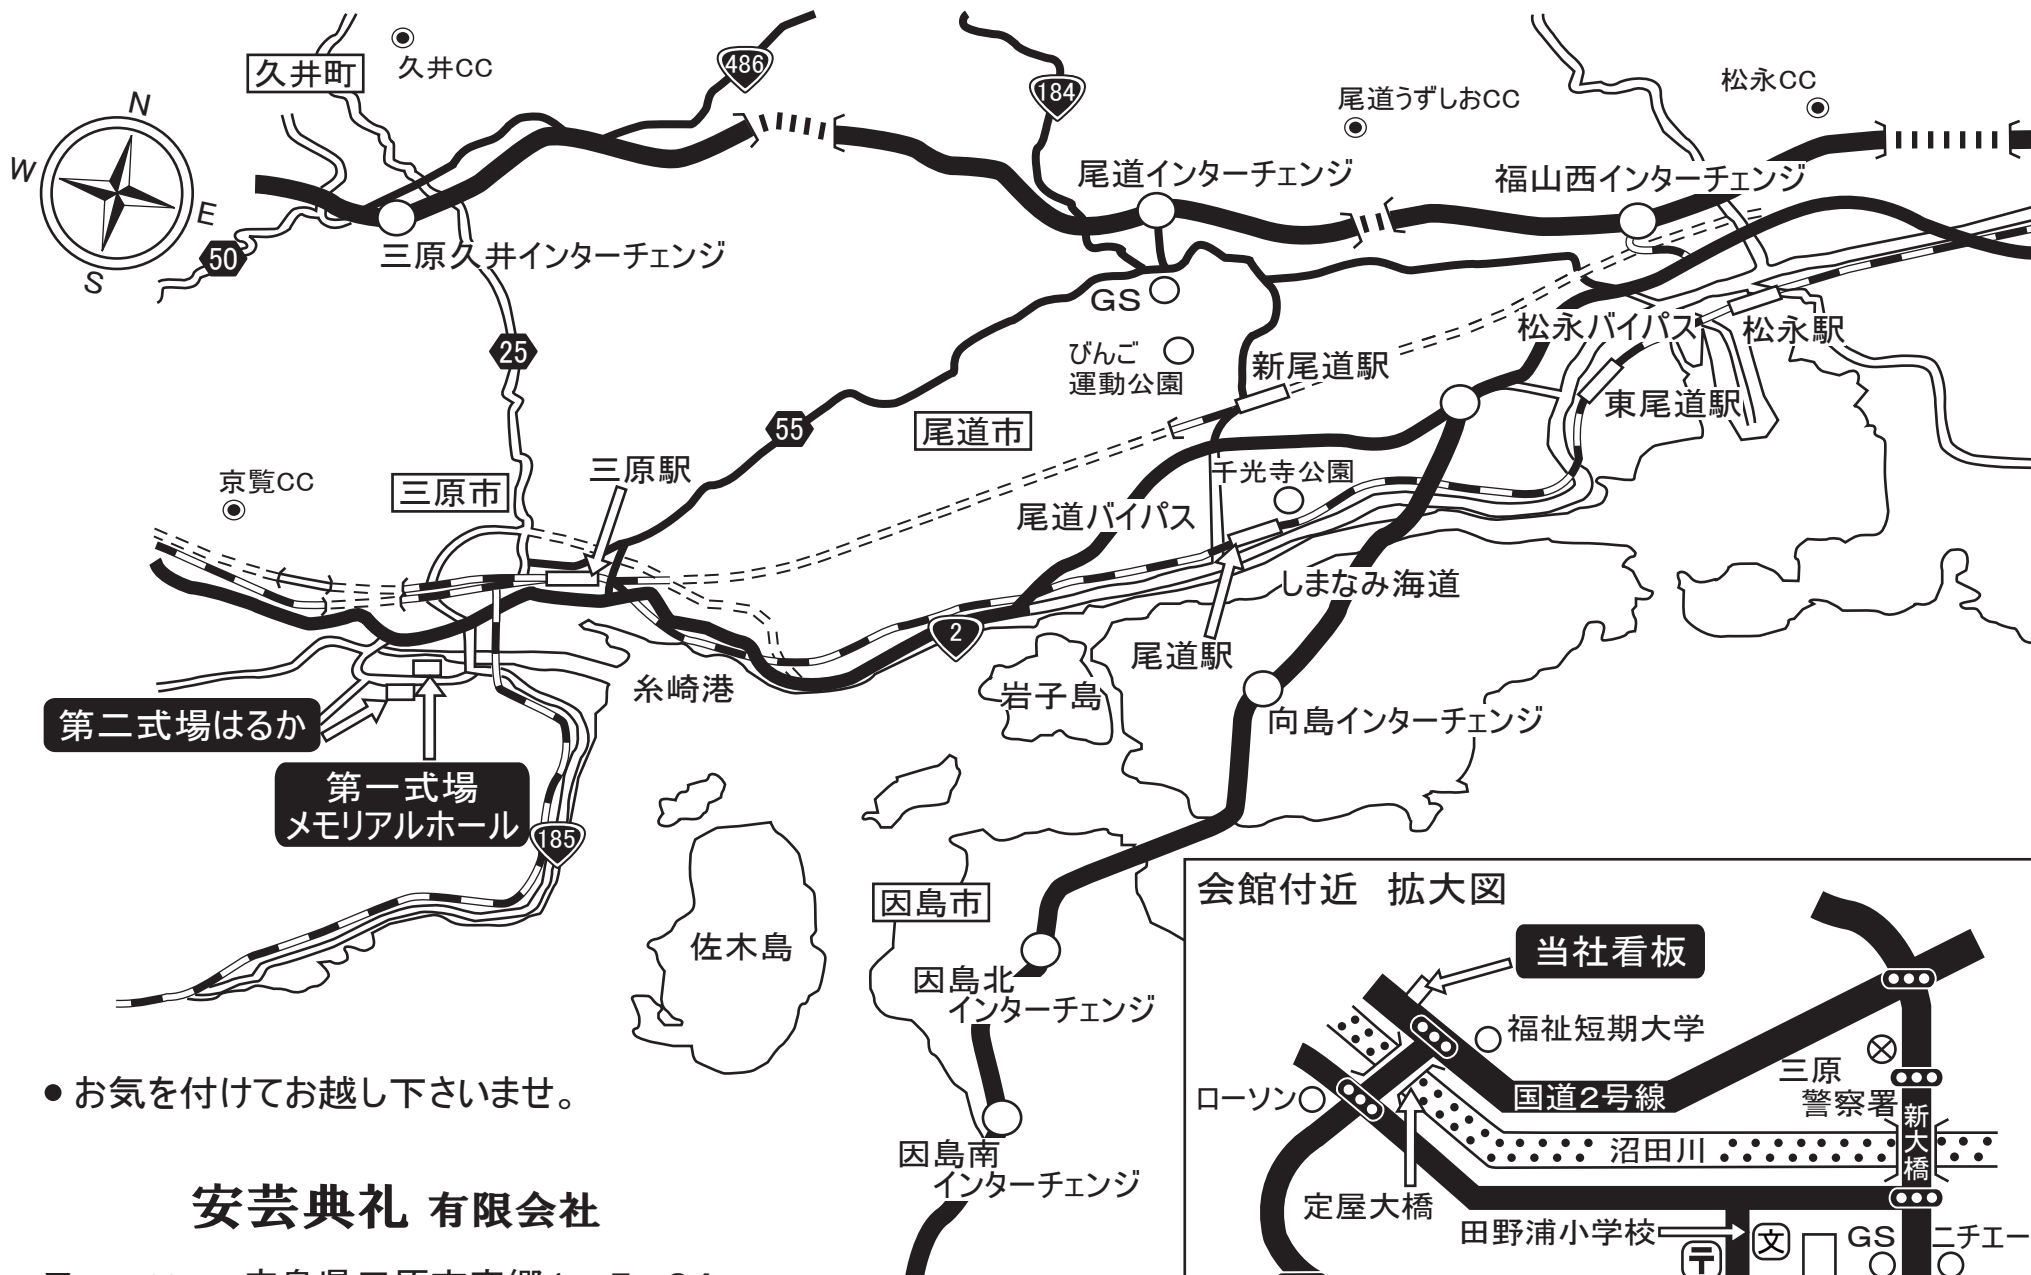 久井町
久井CC
486
184
尾道うずしおCC
松永CC
N
W
E
S
50
三原久井インターチェンジ
尾道インターチェンジ
福山西インターチェンジ
GS
びんご
運動公園
25
新尾道駅
松永バイパス
松永駅
東尾道駅
55
尾道市
京覧CC
三原市
三原駅
千光寺公園
尾道バイパス
しまなみ海道
2
尾道駅
糸崎港
岩子島
向島インターチェンジ
第二式場はるか
第一式場
メモリアルホール
185
佐木島
因島市
因島北
インターチェンジ
因島南
インターチェンジ
会館付近 拡大図
当社看板
福祉短期大学
三原
警察署
ローソン
国道2号線
新大橋
沼田川
定屋大橋
田野浦小学校
文
〒
GS
ニチエー
● お気を付けてお越し下さいませ。
安芸典礼 有限会社